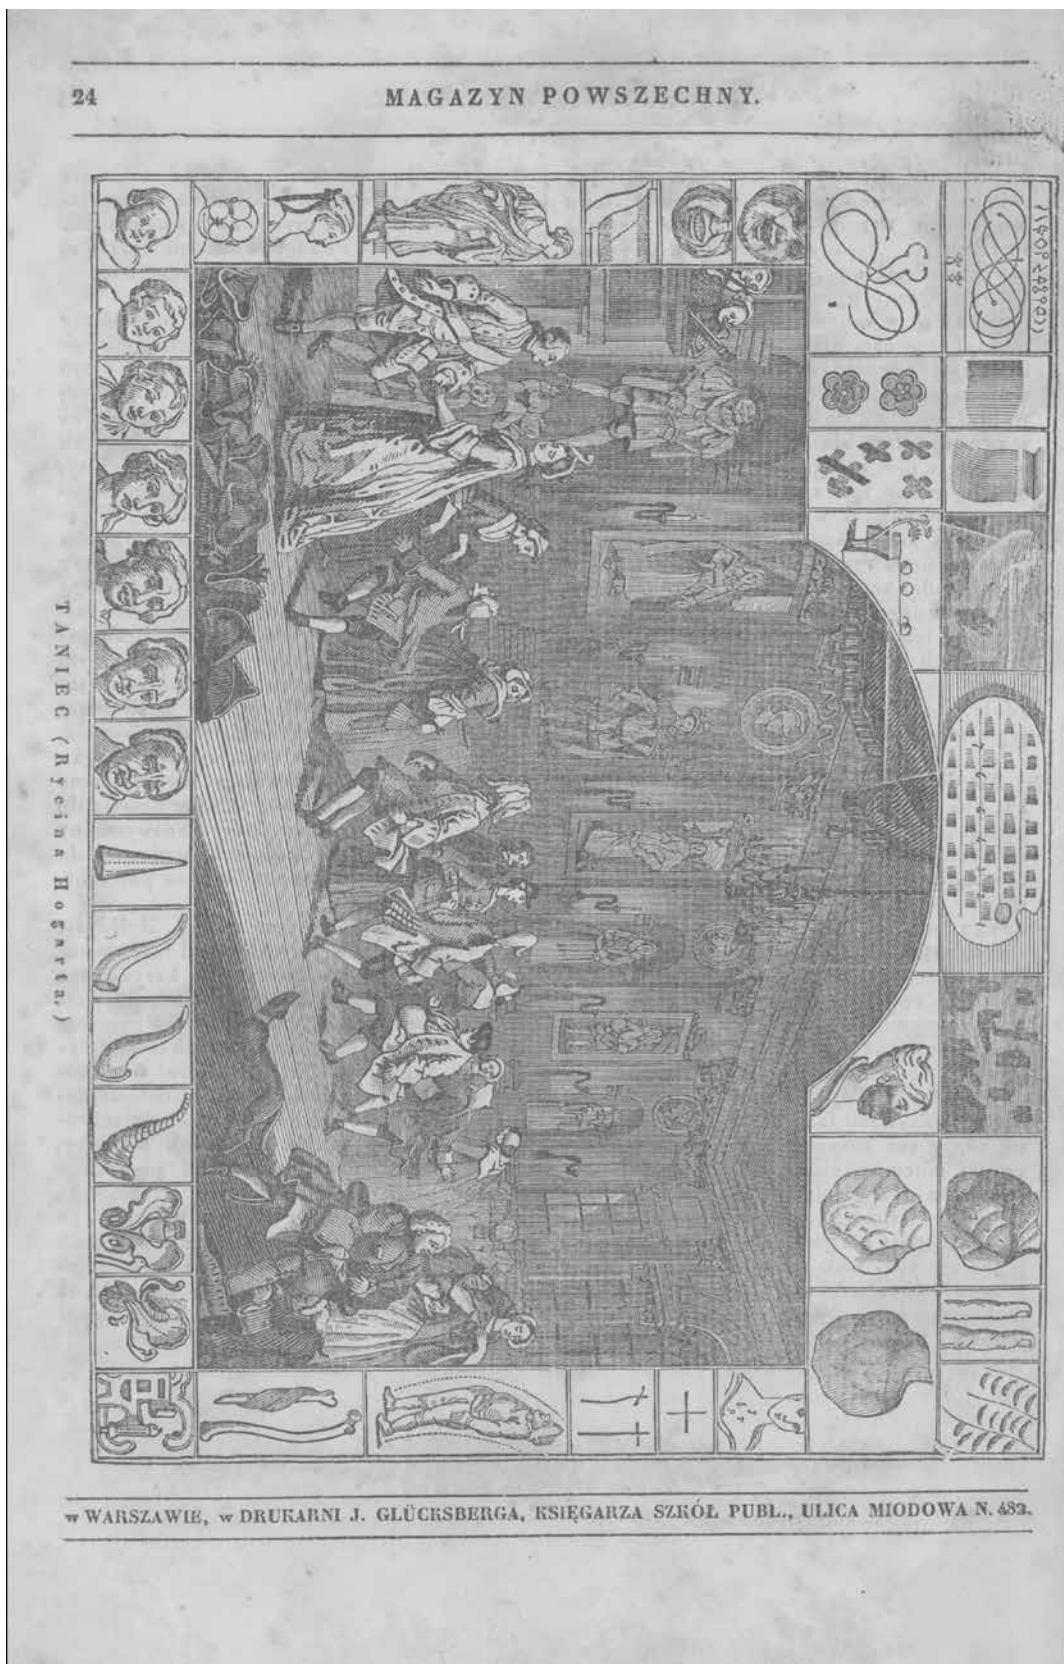 24
MAGAZYN POWSZECHNY.
TANIEC (Rycina Hogarta.)
w WARSZAWIE, w DRUKARNI J. GLÜCKSBERGA, KSIĘGARZA SZKÓŁ PUBL., ULICA MIODOWA N. 482.